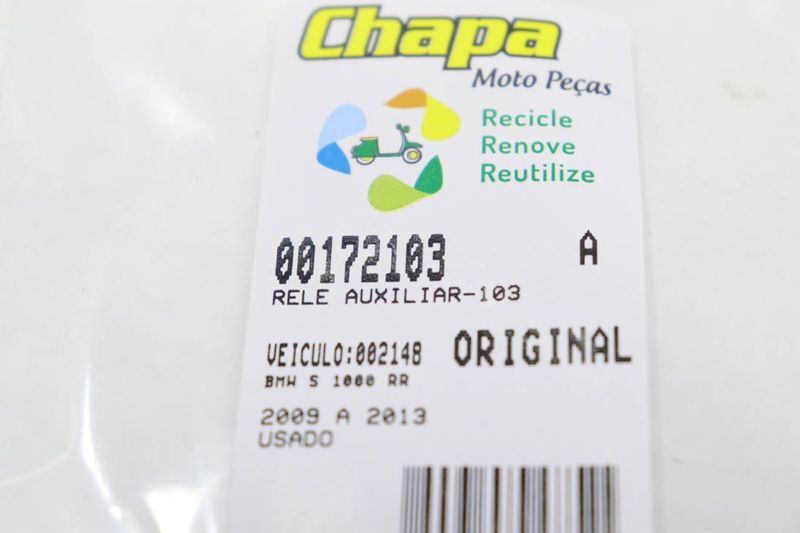 Chapa
Moto Peças
Recicle
Renove
Reutilize
00172103 A
RELE AUXILIAR-103
VEICULO:002148 ORIGINAL
BMW S 1000 RR
2009 A 2013
USADO